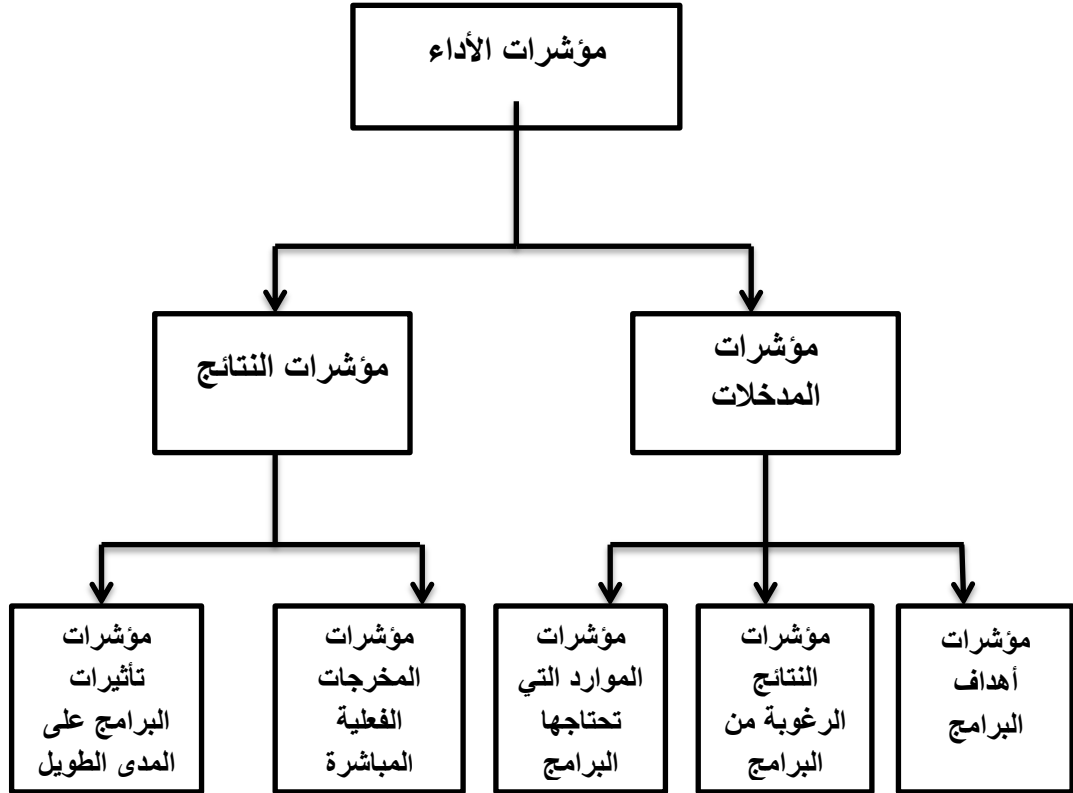 مؤشرات الأداء
مؤشرات
المدخلات
مؤشرات النتائج
مؤشرات
أهداف
البرامج
مؤشرات
النتائج
الرغوبة من
البرامج
مؤشرات
الموارد التي
تحتاجها
البرامج
مؤشرات
المخرجات
الفعلية
المباشرة
مؤشرات
تأثيرات
البرامج على
المدى الطويل